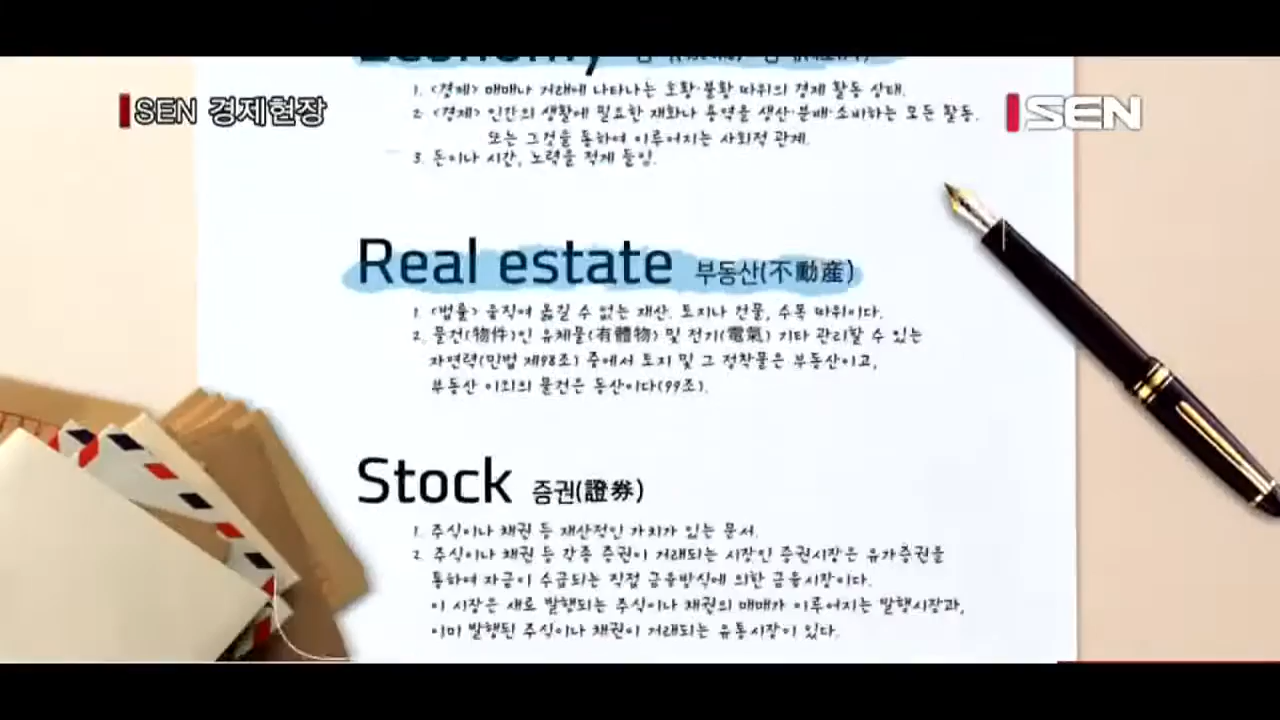 SEN 경제현장
SEN
Economy
1. <경제> 매매나 거래에 나타나는 호황·불황 따위의 경제 활동 상태.
2. <경제> 인간의 생활에 필요한 재화나 용역을 생산·분배·소비하는 모든 활동.
또는 그것을 통하여 이루어지는 사회적 관계.
3. 돈이나 시간, 노력을 적게 들임.
Real estate 부동산(不動産)
1. <법률> 움직여 옮길 수 없는 재산. 토지나 건물, 수목 따위이다.
2. 물건(物件)인 유체물(有體物) 및 전기(電氣) 기타 관리할 수 있는
자연력(민법 제98조) 중에서 토지 및 그 정착물은 부동산이고,
부동산 이외의 물건은 동산이다(99조).
Stock 증권(證券)
1. 주식이나 채권 등 재산적인 가치가 있는 문서.
2. 주식이나 채권 등 각종 증권이 거래되는 시장인 증권시장은 유가증권을
통하여 자금이 수급되는 직접 금융방식에 의한 금융시장이다.
이 시장은 새로 발행되는 주식이나 채권의 매매가 이루어지는 발행시장과,
이미 발행된 주식이나 채권이 거래되는 유통시장이 있다.